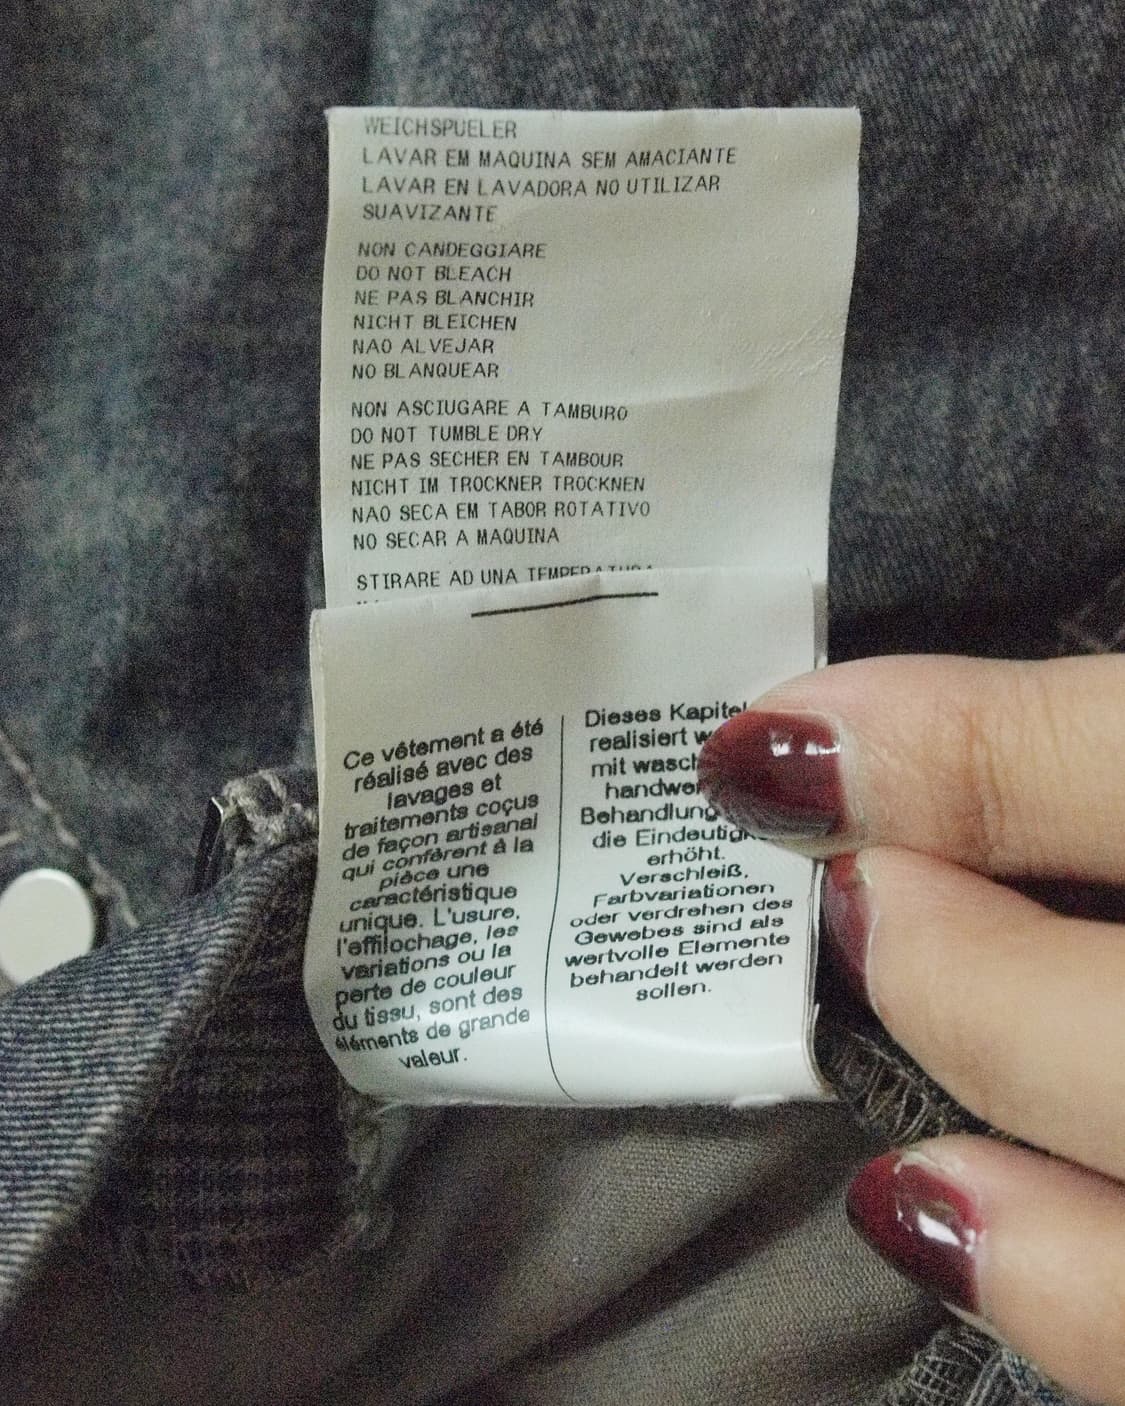 WEICHSPUELER
LAVAR EM MAQUINA SEM AMACIANTE
LAVAR EN LAVADORA NO UTILIZAR
SUAVIZANTE
NON CANDEGGIARE
DO NOT BLEACH
NE PAS BLANCHIR
NICHT BLEICHEN
NAO ALVEJAR
NO BLANQUEAR
NON ASCIUGARE A TAMBURO
DO NOT TUMBLE DRY
NE PAS SECHER EN TAMBOUR
NICHT IM TROCKNER TROCKNEN
NAO SECA EM TABOR ROTATIVO
NO SECAR A MAQUINA
STIRARE AD UNA TEMPERATURA
Ce vêtement a été
réalisé avec des
lavages et
traitements coçus
de façon artisanal
qui confèrent à la
pièce une
caractéristique
unique. L'usure,
l'effilochage, les
variations ou la
perte de couleur
du tissu, sont des
éléments de grande
valeur.
Dieses Kapitel
realisiert
mit
Behandlung
die
erhöht.
Verschleiß,
Farbvariationen
oder verdrehen des
Gewebes sind als
wertvolle Elemente
behandelt werden
sollen.